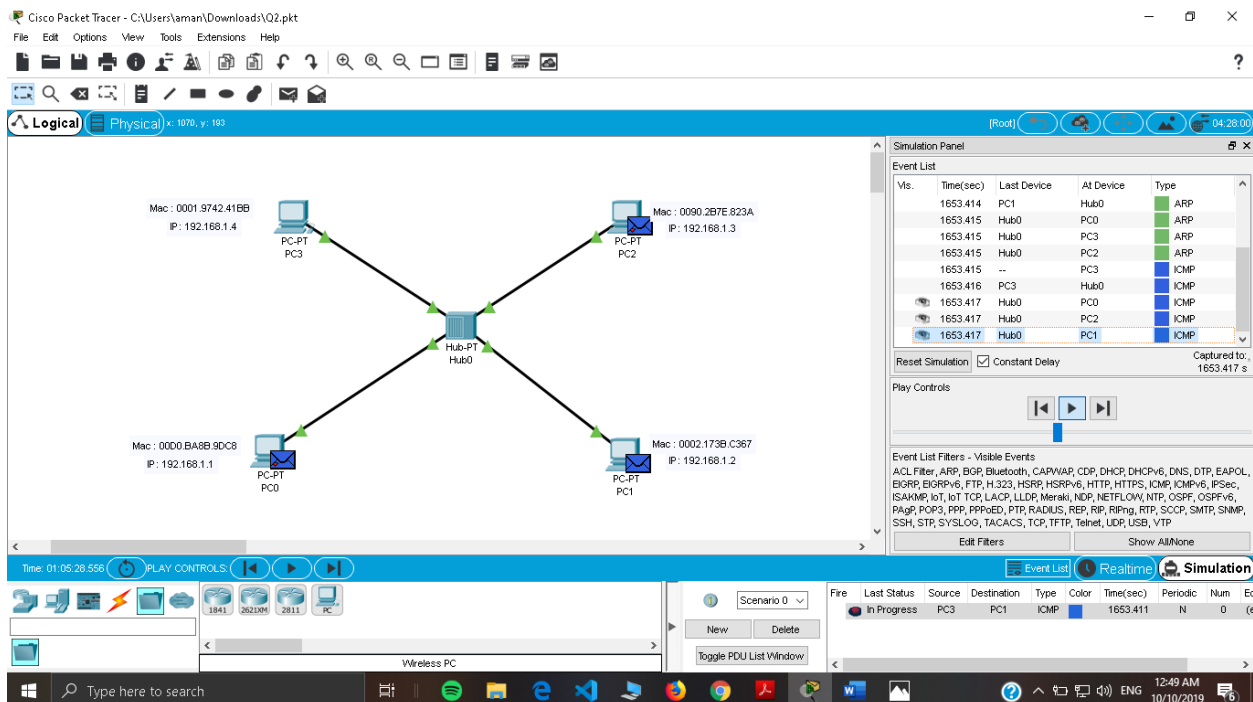 Cisco Packet Tracer - C:\Users\aman\Downloads\Q2.pkt
File Edit Options View Tools Extensions Help
?
Logical Physical x: 1070, y: 193 [Root] 04:28:00
Simulation Panel
Event List
Vis. Time(sec) Last Device At Device Type
1653.414 PC1 Hub0 ARP
1653.415 Hub0 PC0 ARP
1653.415 Hub0 PC3 ARP
1653.415 Hub0 PC2 ARP
1653.415 -- PC3 ICMP
1653.416 PC3 Hub0 ICMP
1653.417 Hub0 PC0 ICMP
1653.417 Hub0 PC2 ICMP
1653.417 Hub0 PC1 ICMP
Reset Simulation Constant Delay Captured to:
1653.417 s
Play Controls
Event List Filters - Visible Events
ACL Filter, ARP, BGP, Bluetooth, CAPWAP, CDP, DHCP, DHCPv6, DNS, DTP, EAPOL,
EIGRP, EIGRPv6, FTP, H.323, HSRP, HSRPv6, HTTP, HTTPS, ICMP, ICMPv6, IPSec,
ISAKMP, IoT, IoT TCP, LACP, LLDP, Meraki, NDP, NETFLOW, NTP, OSPF, OSPFv6,
PAgP, POP3, PPP, PPPoED, PTP, RADIUS, REP, RIP, RIPng, RTP, SCCP, SMTP, SNMP,
SSH, STP, SYSLOG, TACACS, TCP, TFTP, Telnet, UDP, USB, VTP
Edit Filters Show All/None
Mac : 0001.9742.41BB
IP : 192.168.1.4
PC-PT
PC3
Mac : 0090.2B7E.823A
IP : 192.168.1.3
PC-PT
PC2
Hub-PT
Hub0
Mac : 00D0.BA8B.9DC8
IP : 192.168.1.1
PC-PT
PC0
Mac : 0002.173B.C367
IP : 192.168.1.2
PC-PT
PC1
Time: 01:05:28.556 PLAY CONTROLS: Event List Realtime Simulation
1841 2621XM 2811 PC
Wireless PC
Scenario 0
New Delete
Toggle PDU List Window
Fire Last Status Source Destination Type Color Time(sec) Periodic Num Ed
In Progress PC3 PC1 ICMP 1653.411 N 0 (e
Type here to search
ENG
12:49 AM
10/10/2019
6